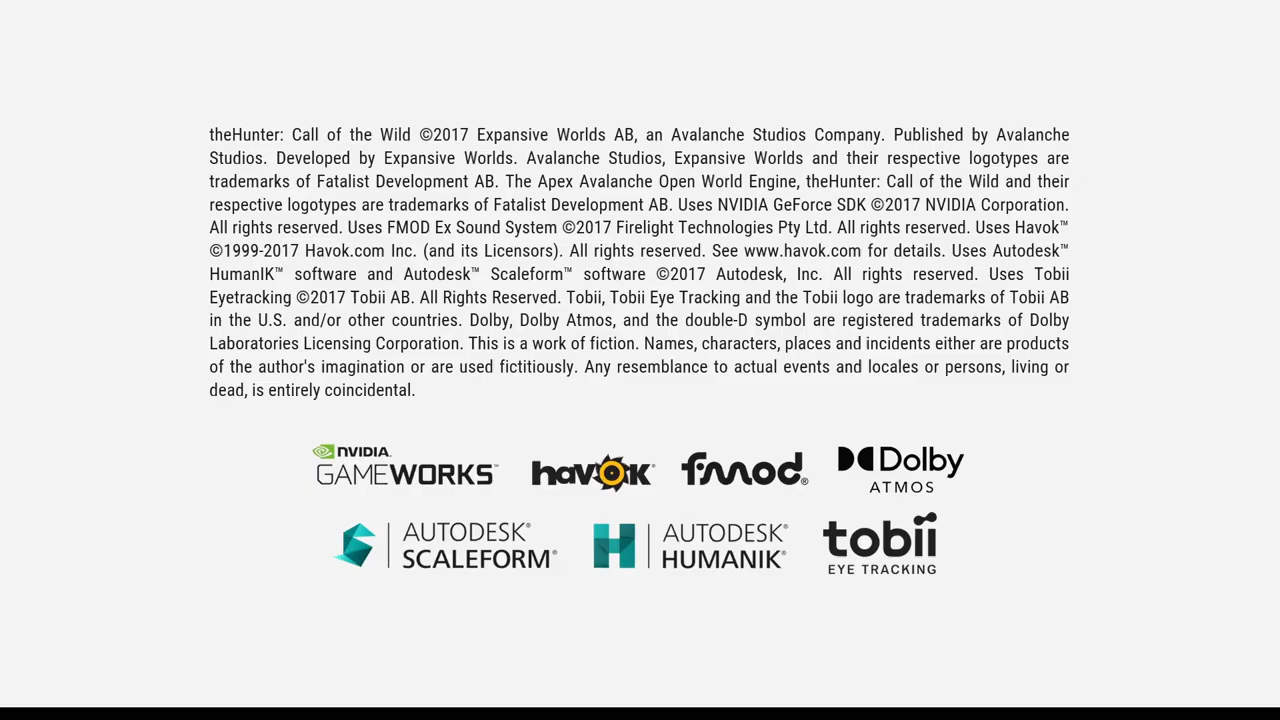 theHunter: Call of the Wild ©2017 Expansive Worlds AB, an Avalanche Studios Company. Published by Avalanche
Studios. Developed by Expansive Worlds. Avalanche Studios, Expansive Worlds and their respective logotypes are
trademarks of Fatalist Development AB. The Apex Avalanche Open World Engine, theHunter: Call of the Wild and their
respective logotypes are trademarks of Fatalist Development AB. Uses NVIDIA GeForce SDK ©2017 NVIDIA Corporation.
All rights reserved. Uses FMOD Ex Sound System ©2017 Firelight Technologies Pty Ltd. All rights reserved. Uses Havok™
©1999-2017 Havok.com Inc. (and its Licensors). All rights reserved. See www.havok.com for details. Uses Autodesk™
HumanIK™ software and Autodesk™ Scaleform™ software ©2017 Autodesk, Inc. All rights reserved. Uses Tobii
Eyetracking ©2017 Tobii AB. All Rights Reserved. Tobii, Tobii Eye Tracking and the Tobii logo are trademarks of Tobii AB
in the U.S. and/or other countries. Dolby, Dolby Atmos, and the double-D symbol are registered trademarks of Dolby
Laboratories Licensing Corporation. This is a work of fiction. Names, characters, places and incidents either are products
of the author's imagination or are used fictitiously. Any resemblance to actual events and locales or persons, living or
dead, is entirely coincidental.
NVIDIA.
GAMEWORKS™
havok®
fmod®
Dolby
ATMOS
AUTODESK®
SCALEFORM®
AUTODESK®
HUMANIK®
tobii
EYE TRACKING